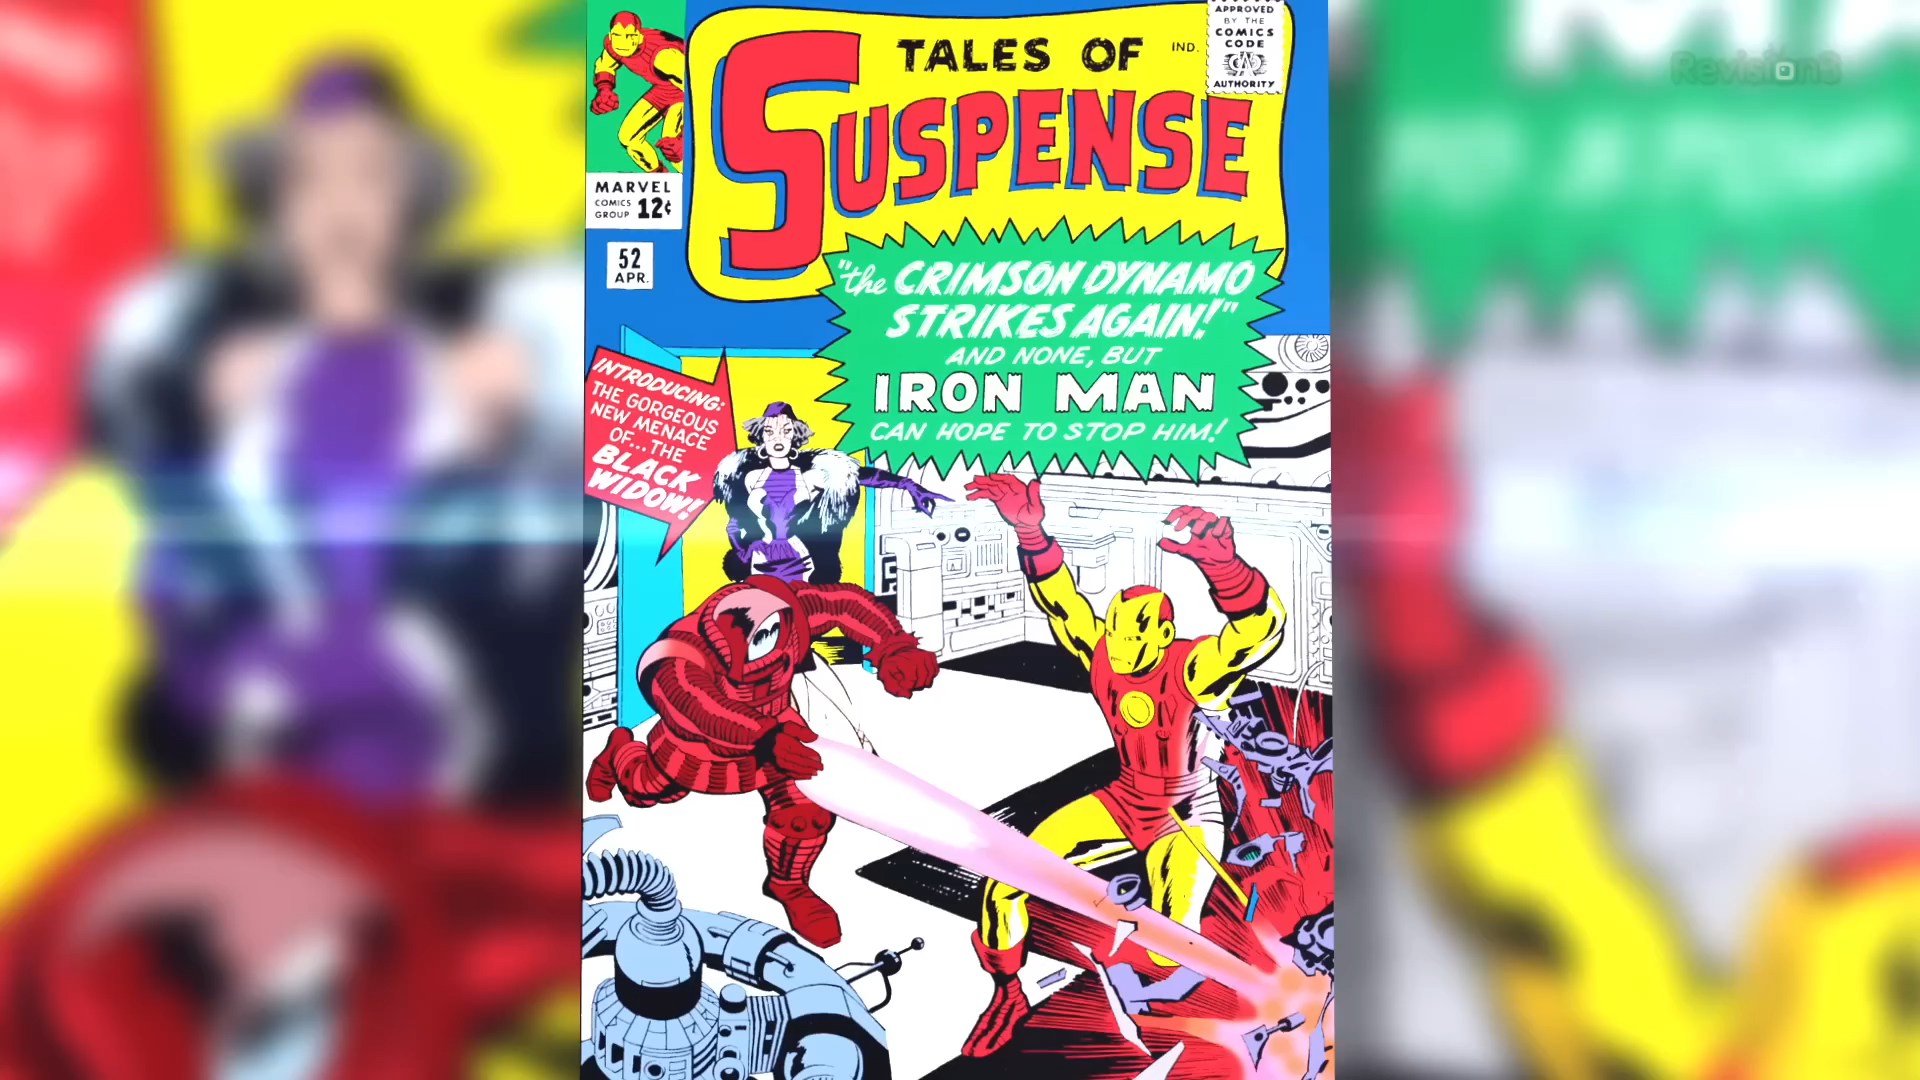 TALES OF
SUSPENSE
IND.
APPROVED
BY THE
COMICS
CODE
CA
AUTHORITY
MARVEL
COMICS
GROUP 12¢
52
APR.
"the CRIMSON DYNAMO
STRIKES AGAIN!"
AND NONE, BUT
IRON MAN
CAN HOPE TO STOP HIM!
INTRODUCING:
THE GORGEOUS
NEW MENACE
OF...THE
BLACK
WIDOW!
Revision3